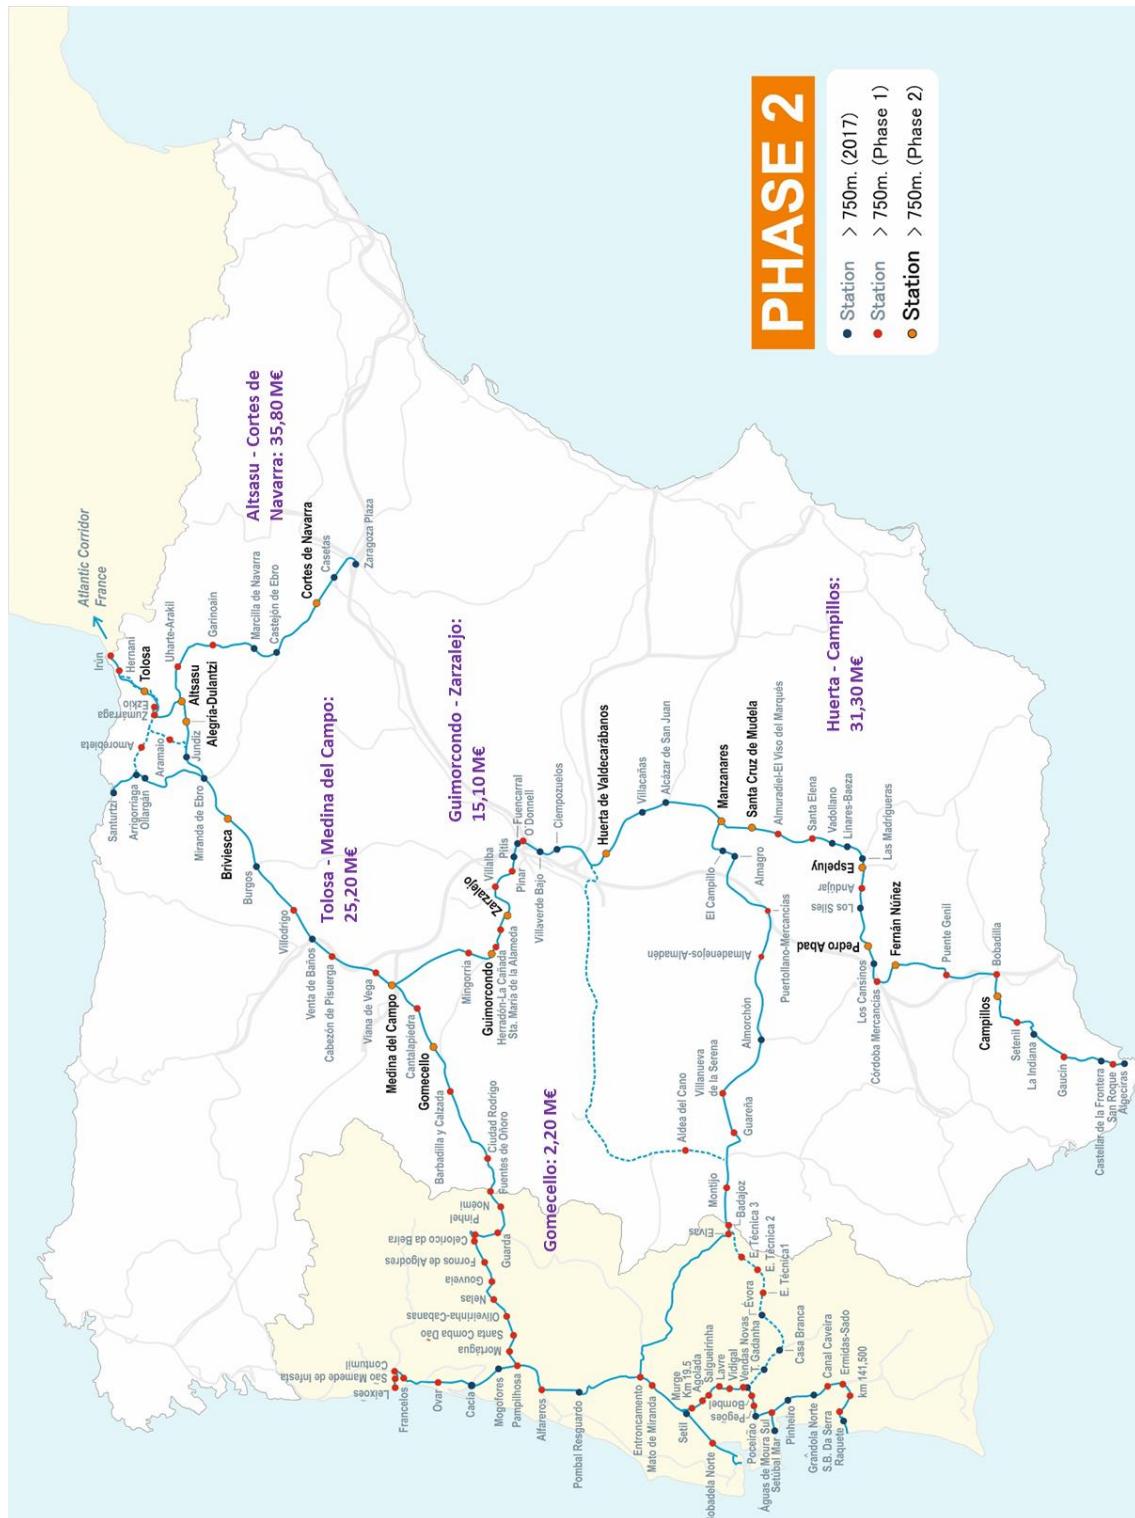 PHASE 2
Station > 750m. (2017)
Station > 750m. (Phase 1)
Station > 750m. (Phase 2)
Atlantic Corridor
France
Altsasu - Cortes de
Navarra: 35,80 M€
Tolosa - Medina del Campo:
25,20 M€
Guimorcondo - Zarzalejo:
15,10 M€
Gomecello: 2,20 M€
Huerta - Campillos:
31,30 M€
Irún
Hernani
Tolosa
Ezkio
Zumárraga
Uharte-Arakil
Garinoain
Altsasu
Alegria-Dulantzi
Marcilla de Navarra
Castejón de Ebro
Cortes de Navarra
Casetas
Zaragoza Plaza
Amorebieta
Aramaio
Jundiz
Santurtzi
Arrigorriaga
Ollargán
Miranda de Ebro
Briviesca
Burgos
Villodrigo
Venta de Baños
Cabezón de Pisuerga
Viana de Vega
Medina del Campo
Cantalapiedra
Gomecello
Barbadilla y Calzada
Ciudad Rodrigo
Fuentes de Oñoro
Noémi
Pinhel
Guarda
Celorico da Beira
Fornos de Algodres
Gouveia
Nelas
Oliveirinha-Cabanas
Santa Comba Dão
Mortágua
Contumil
São Mamede de Infesta
Leixoes
Francelos
Ovar
Cacia
Mogofores
Pampilhosa
Alfareros
Pombal Resguardo
Entroncamento
Mato de Miranda
Setil
Murge
Km 19.5
Agolada
Salgueirinha
Lavre
Vidigal
Vendas Novas
Bombel
Pegões
Poceirão
Bobadela Norte
Águas de Moura Sul
Setúbal Mar
Pinheiro
Grândola Norte
S.B. Da Serra
Raquete
Canal Caveira
Ermidas-Sado
km 141,500
T. Gadanha
Casa Branca
Évora
E. Técnica1
E. Técnica 2
E. Técnica 3
Elvas
Badajoz
Montijo
Aldea del Cano
Guareña
Villanueva
de la Serena
Almorchón
Almadenejos-Almadén
Puertollano-Mercancías
El Campillo
Almagro
Mingorría
Guimorcondo
Herradón-La Cañada
Sta. María de la Alameda
Zarzalejo
Villalba
Pinar
Pitis
Fuencarral
O'Donnell
Villaverde Bajo
Ciempozuelos
Huerta de Valdecarábanos
Villacañas
Alcázar de San Juan
Manzanares
Santa Cruz de Mudela
Almuradiel-El Viso del Marqués
Santa Elena
Vadollano
Linares-Baeza
Las Madrigueras
Espeluy
Andújar
Los Siles
Pedro Abad
Los Cansinos
Córdoba Mercancías
Fernán Núñez
Puente Genil
Bobadilla
Campillos
Setenil
La Indiana
Gaucín
Castellar de la Frontera
San Roque
Algeciras